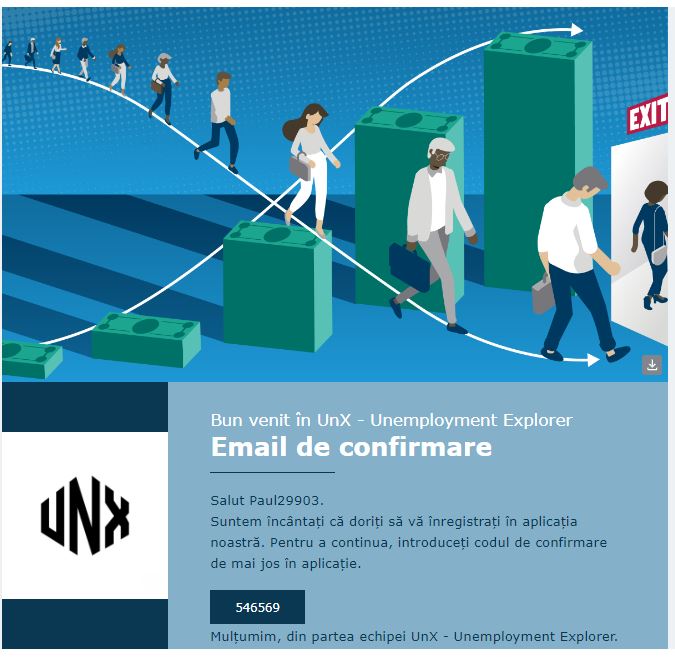 EXIT
Bun venit în UnX - Unemployment Explorer
Email de confirmare
UNX
Salut Paul29903.
Suntem încântați că doriți să vă înregistrați în aplicația
noastră. Pentru a continua, introduceți codul de confirmare
de mai jos în aplicație.
546569
Mulțumim, din partea echipei UnX - Unemployment Explorer.